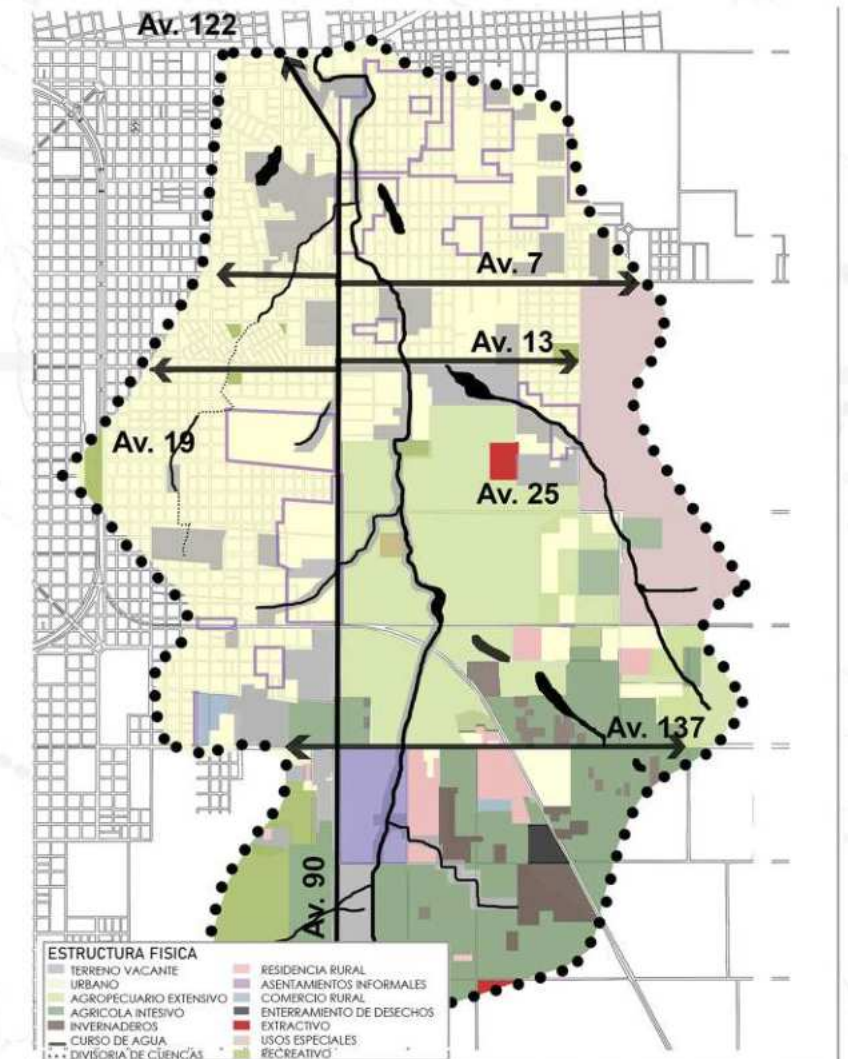 Av. 122
Av. 7
Av. 13
Av. 19
Av. 25
Av. 137
Av. 90
ESTRUCTURA FISICA
TERRENO VACANTE
URBANO
AGROPECUARIO EXTENSIVO
AGRICOLA INTESIVO
INVERNADEROS
CURSO DE AGUA
DIVISORIA DE CUENCAS
RESIDENCIA RURAL
ASENTAMIENTOS INFORMALES
COMERCIO RURAL
ENTERRAMIENTO DE DESECHOS
EXTRACTIVO
USOS ESPECIALES
RECREATIVO